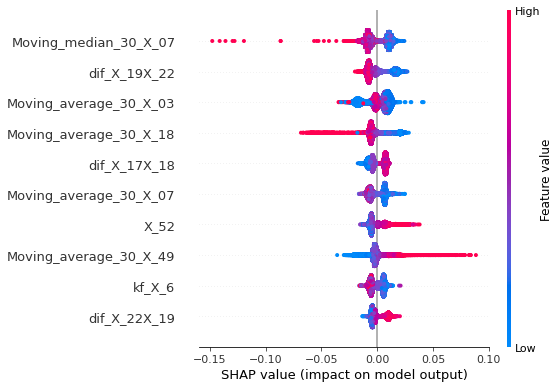 High
Moving_median_30_X_07
dif_X_19X_22
Moving_average_30_X_03
Moving_average_30_X_18
dif_X_17X_18
Moving_average_30_X_07
X_52
Moving_average_30_X_49
kf_X_6
dif_X_22X_19
Feature value
Low
−0.15 −0.10 −0.05 0.00 0.05 0.10
SHAP value (impact on model output)